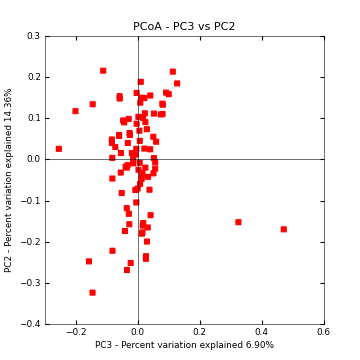 PCoA - PC3 vs PC2
0.3
0.2
0.1
0.0
−0.1
−0.2
−0.3
−0.4
PC2 - Percent variation explained 14.36%
−0.2 0.0 0.2 0.4 0.6
PC3 - Percent variation explained 6.90%